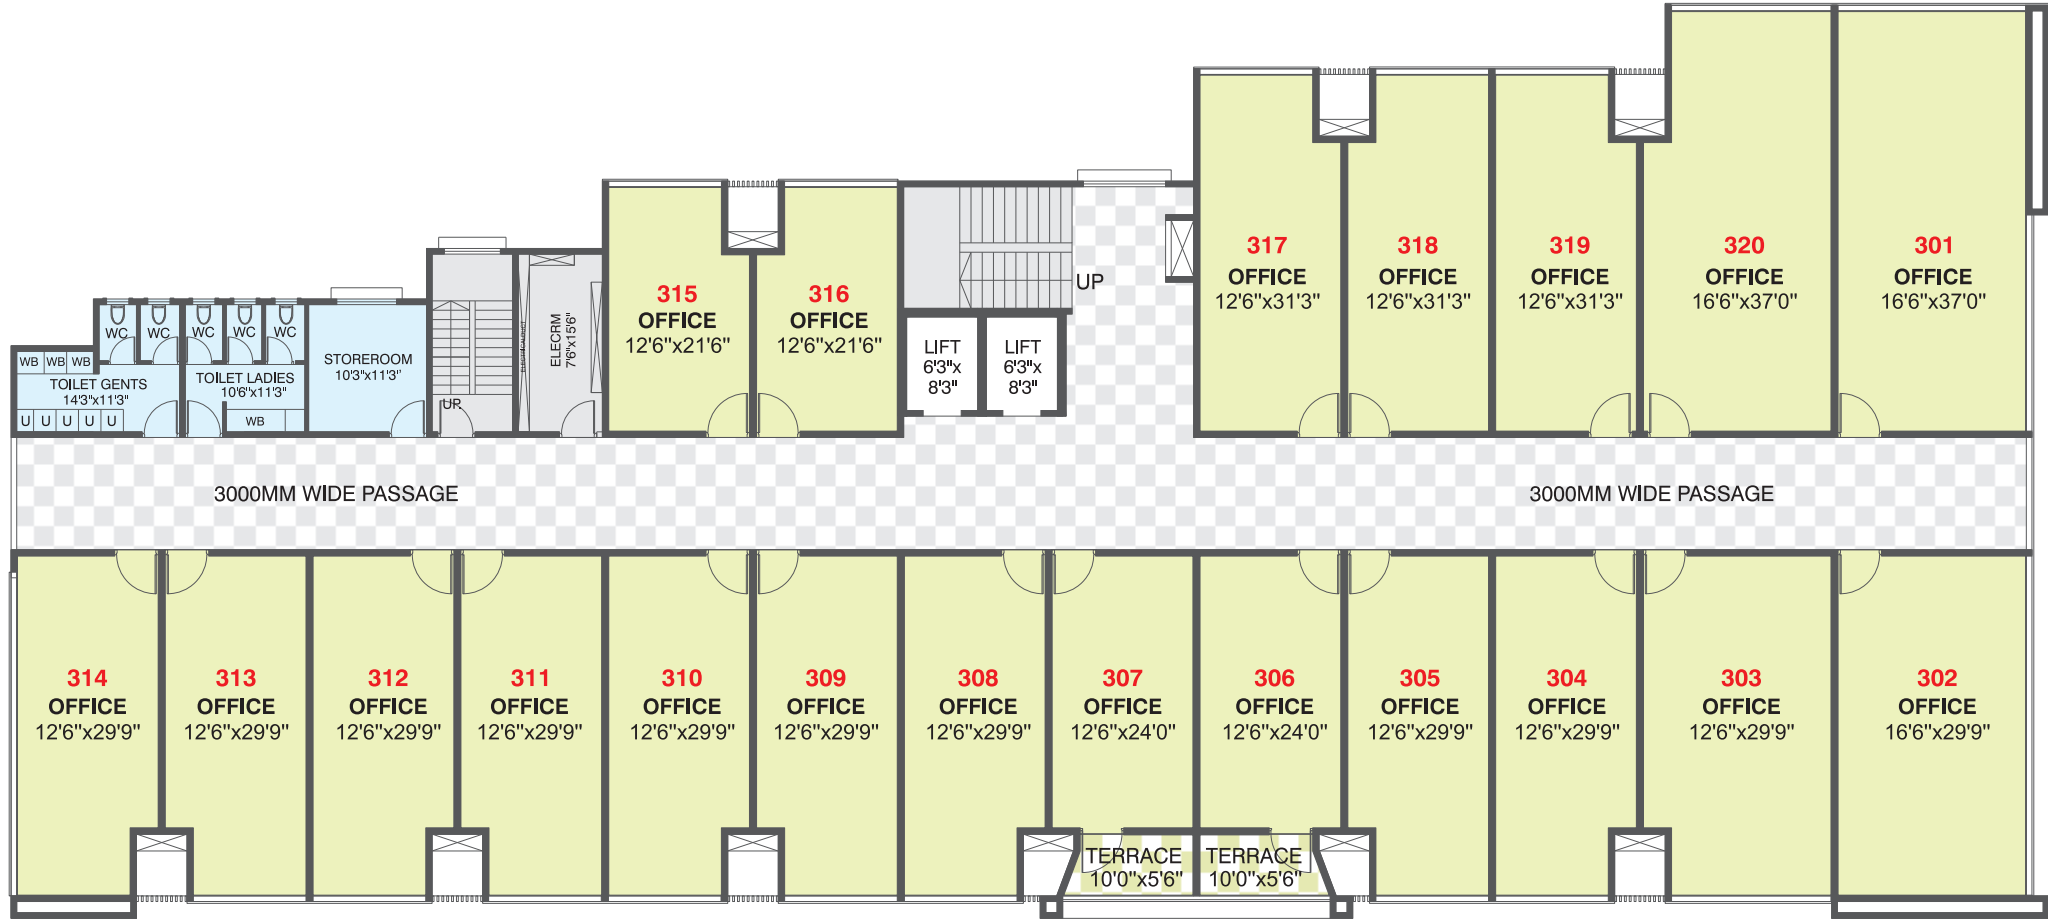 317
OFFICE
12'6"x31'3"
318
OFFICE
12'6"x31'3"
319
OFFICE
12'6"x31'3"
320
OFFICE
16'6"x37'0"
301
OFFICE
16'6"x37'0"
315
OFFICE
12'6"x21'6"
316
OFFICE
12'6"x21'6"
UP
LIFT
6'3"x
8'3"
LIFT
6'3"x
8'3"
ELECRM
7'6"x15'6"
UP
WC
WC
WC
WC
WC
WB
WB
WB
TOILET GENTS
14'3"x11'3"
U
U
U
U
U
TOILET LADIES
10'6"x11'3"
WB
STOREROOM
10'3"x11'3"
3000MM WIDE PASSAGE
3000MM WIDE PASSAGE
314
OFFICE
12'6"x29'9"
313
OFFICE
12'6"x29'9"
312
OFFICE
12'6"x29'9"
311
OFFICE
12'6"x29'9"
310
OFFICE
12'6"x29'9"
309
OFFICE
12'6"x29'9"
308
OFFICE
12'6"x29'9"
307
OFFICE
12'6"x24'0"
306
OFFICE
12'6"x24'0"
305
OFFICE
12'6"x29'9"
304
OFFICE
12'6"x29'9"
303
OFFICE
12'6"x29'9"
302
OFFICE
16'6"x29'9"
TERRACE
10'0"x5'6"
TERRACE
10'0"x5'6"